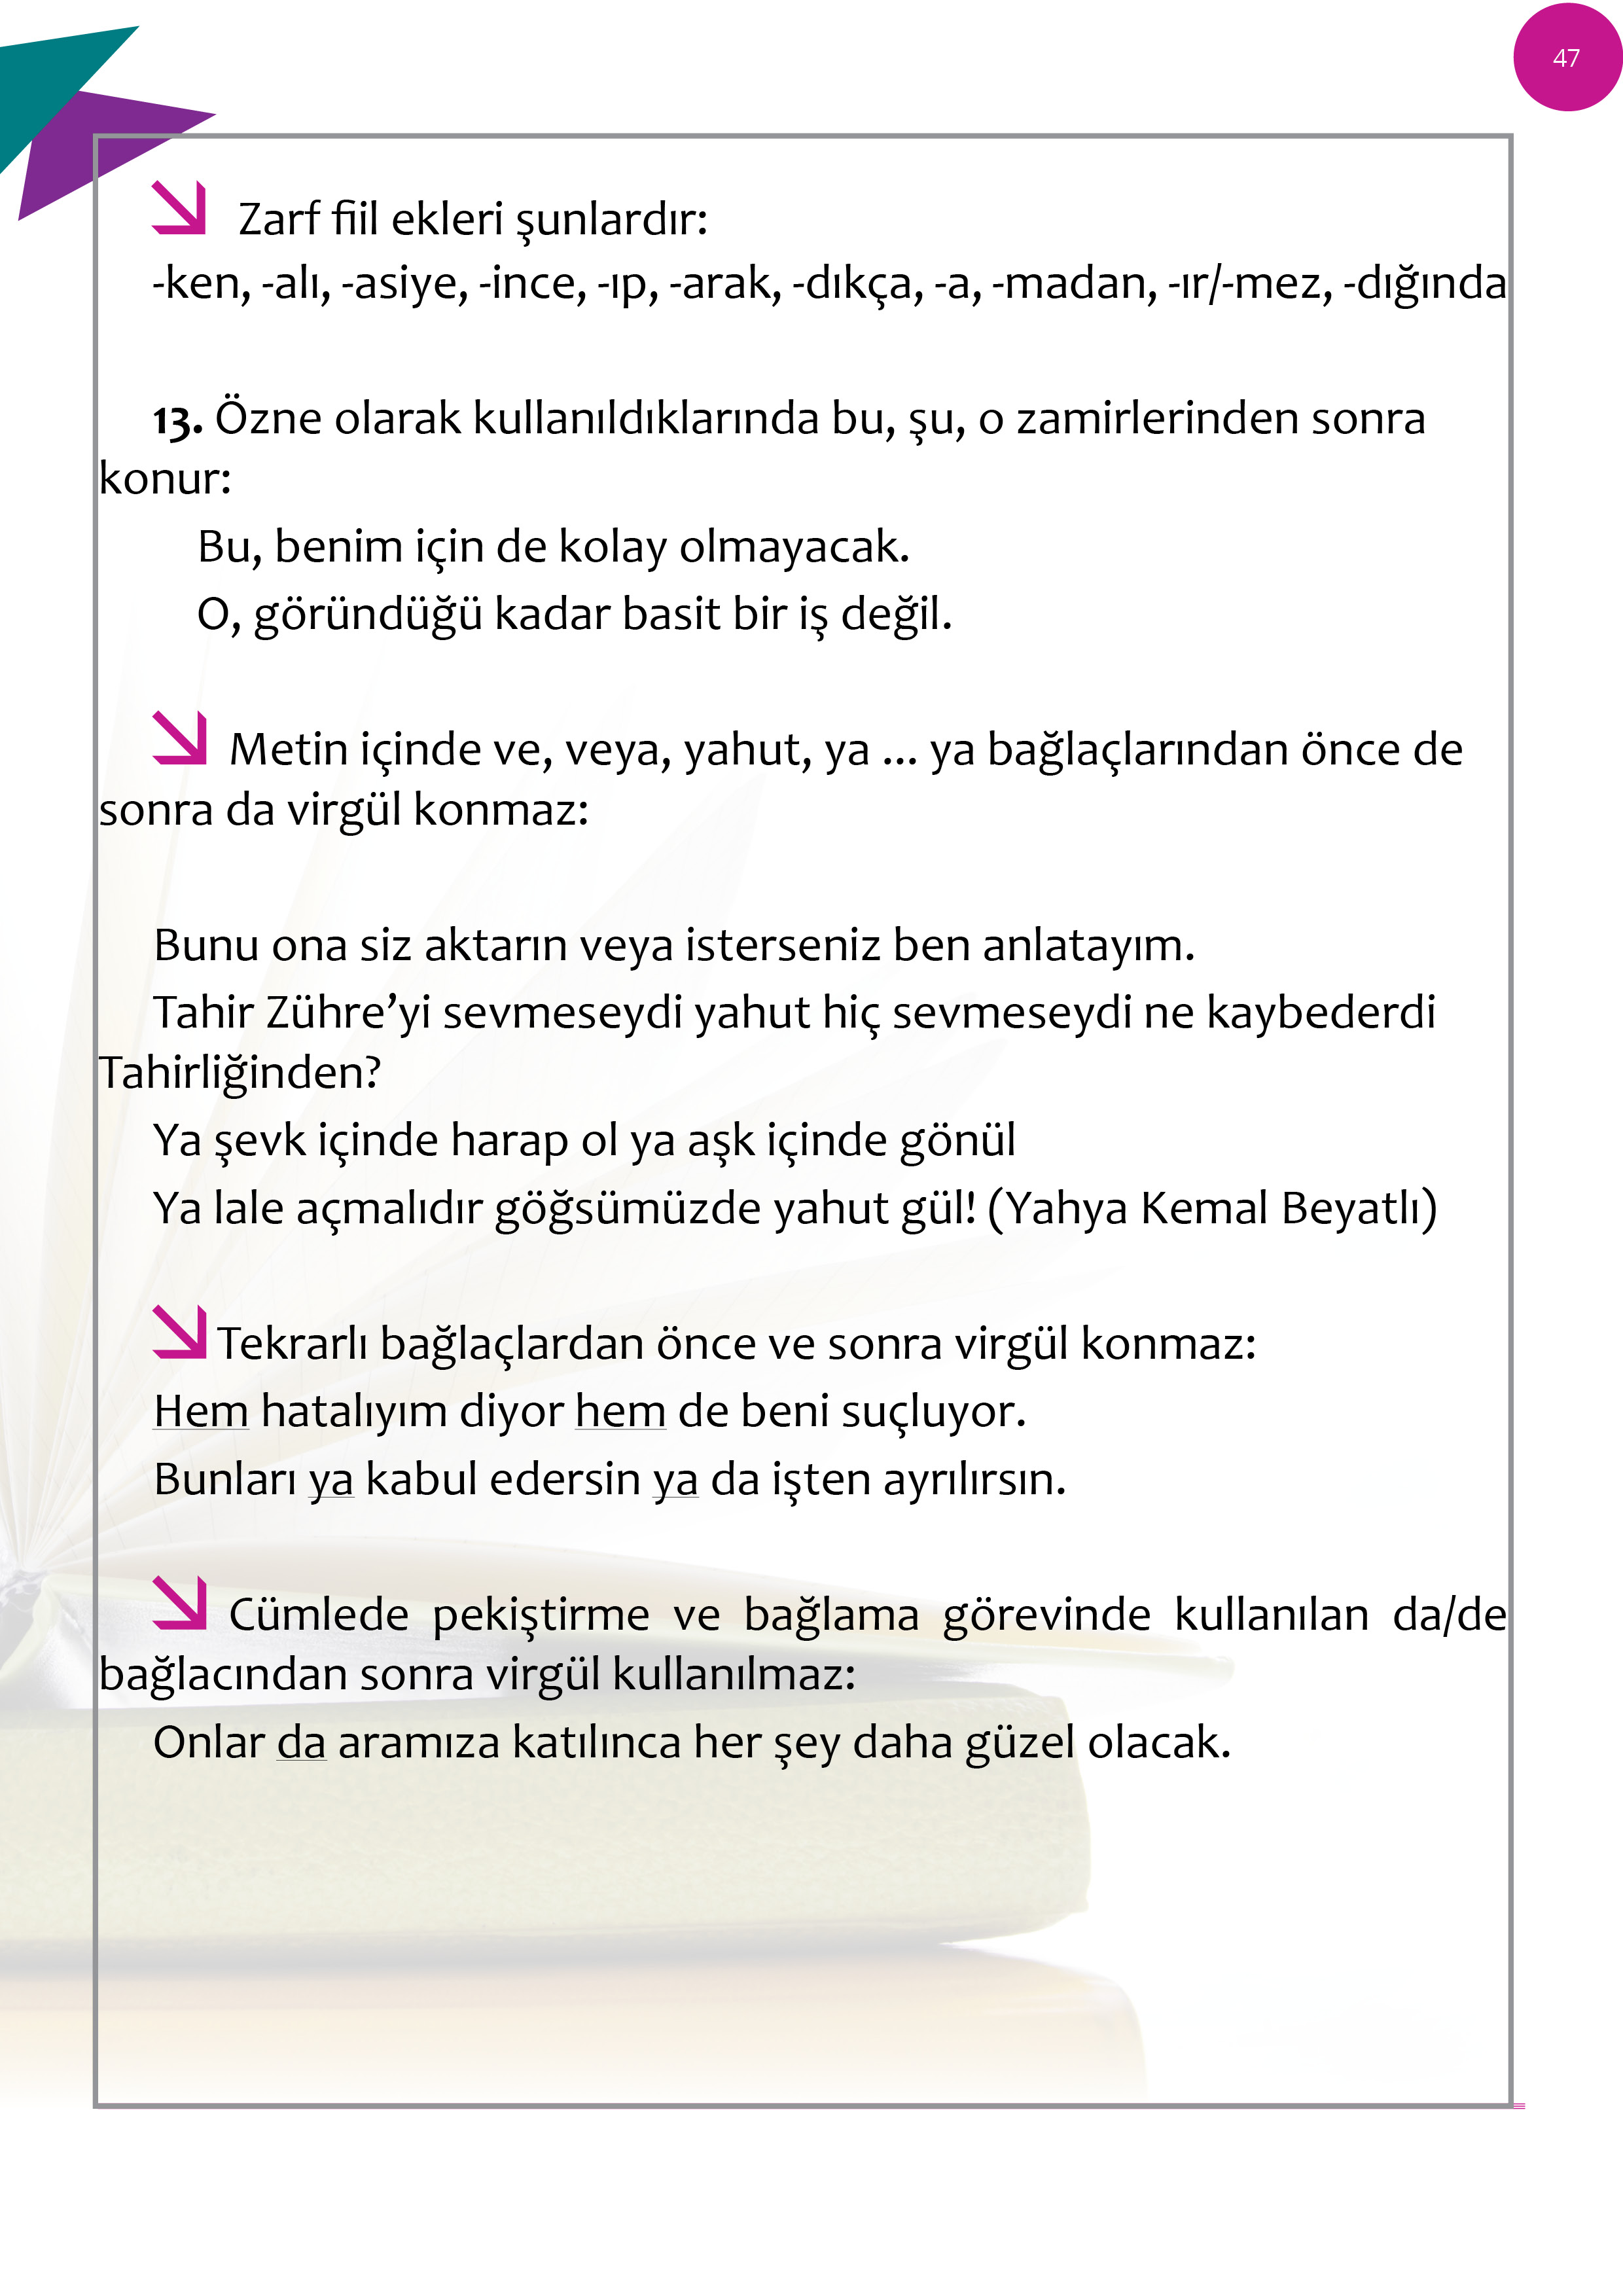 47
Zarf fiil ekleri şunlardır:
-ken, -alı, -asiye, -ince, -ıp, -arak, -dıkça, -a, -madan, -ır/-mez, -dığında
13. Özne olarak kullanıldıklarında bu, şu, o zamirlerinden sonra
konur:
Bu, benim için de kolay olmayacak.
O, göründüğü kadar basit bir iş değil.
Metin içinde ve, veya, yahut, ya ... ya bağlaçlarından önce de
sonra da virgül konmaz:
Bunu ona siz aktarın veya isterseniz ben anlatayım.
Tahir Zühre’yi sevmeseydi yahut hiç sevmeseydi ne kaybederdi
Tahirliğinden?
Ya şevk içinde harap ol ya aşk içinde gönül
Ya lale açmalıdır göğsümüzde yahut gül! (Yahya Kemal Beyatlı)
Tekrarlı bağlaçlardan önce ve sonra virgül konmaz:
Hem hatalıyım diyor hem de beni suçluyor.
Bunları ya kabul edersin ya da işten ayrılırsın.
Cümlede pekiştirme ve bağlama görevinde kullanılan da/de
bağlacından sonra virgül kullanılmaz:
Onlar da aramıza katılınca her şey daha güzel olacak.